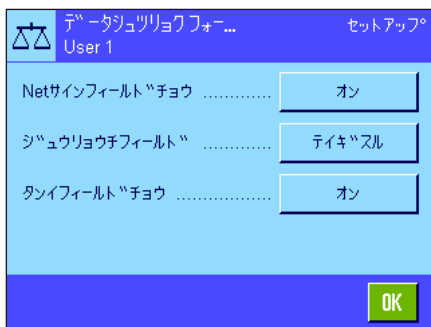 データシュツリョク フォー...
セットアップ
User 1
Netサインフィールドチョウ ............
オン
ジュウリョウチフィールド ............
テイギスル
タンイフィールドチョウ ..................
オン
OK